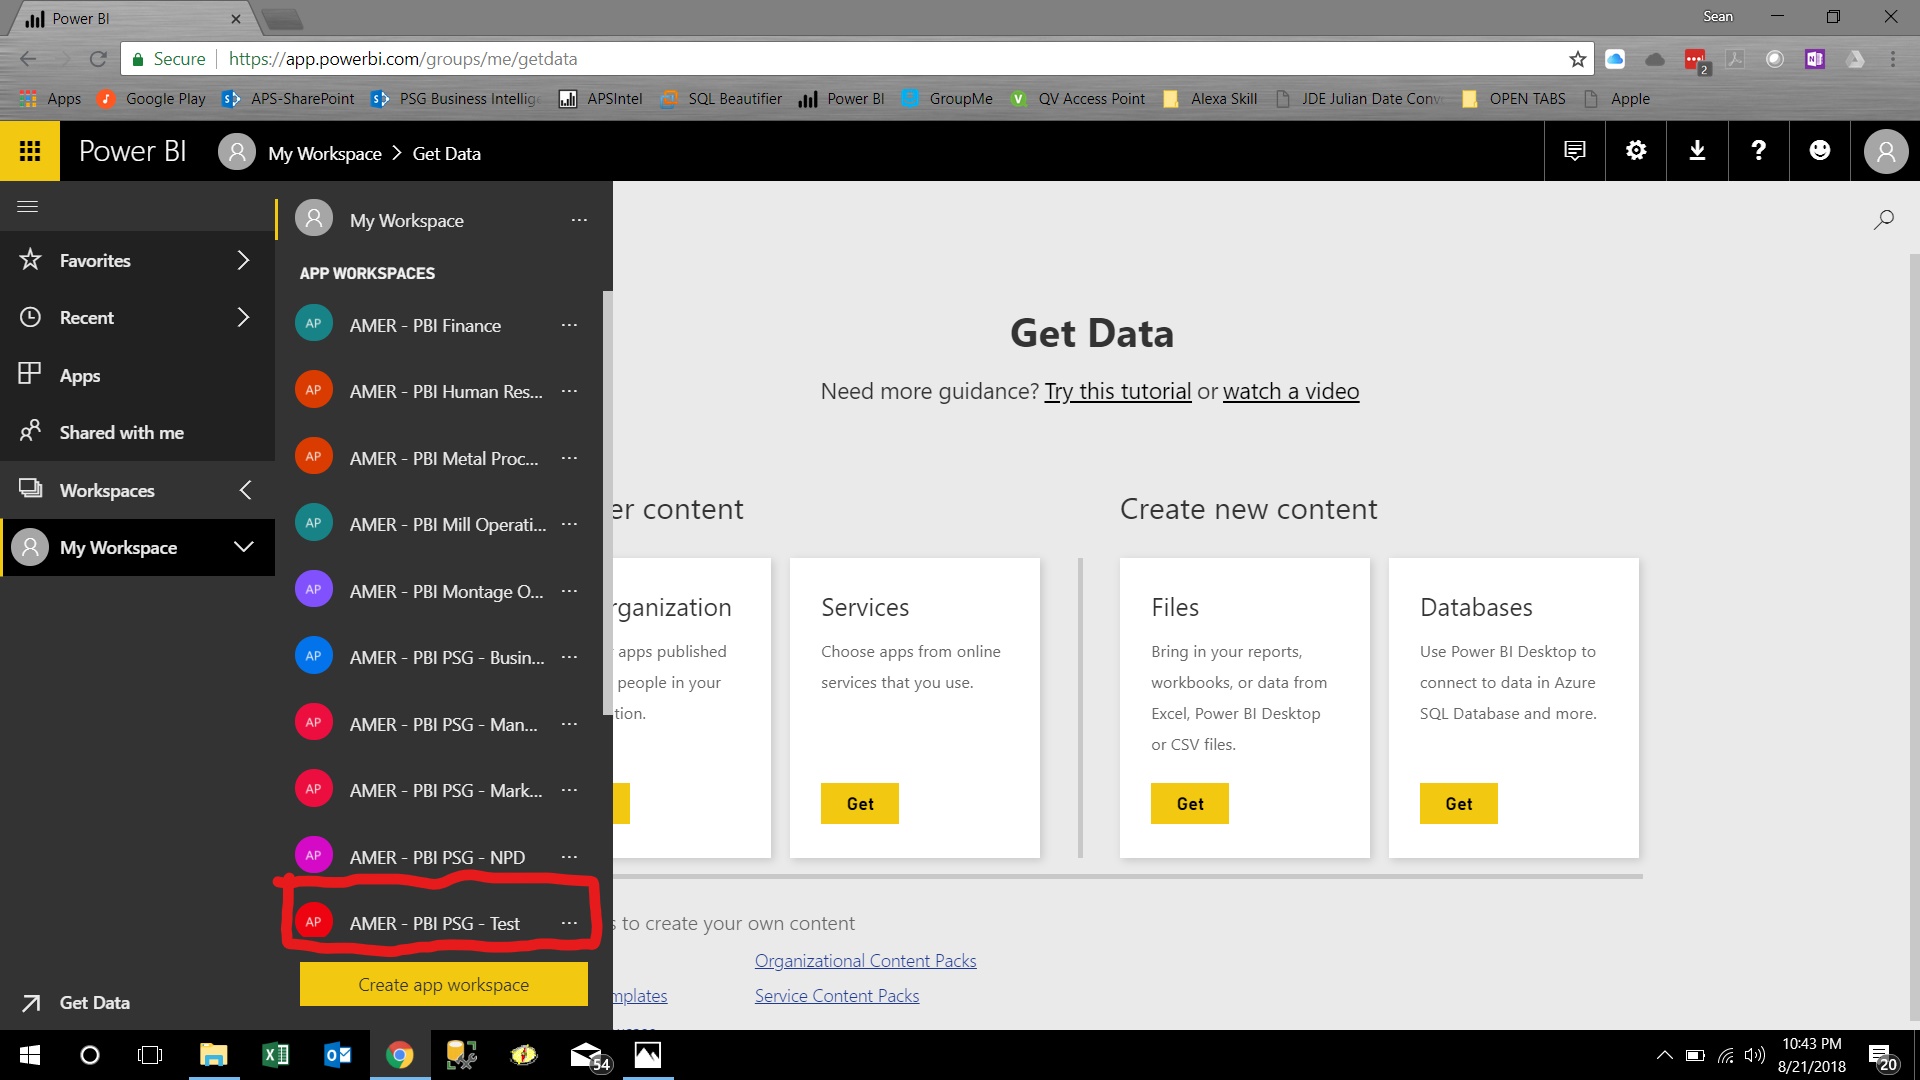 Power BI
Sean
Secure https://app.powerbi.com/groups/me/getdata
2
Apps Google Play APS-SharePoint PSG Business Intellig APSIntel SQL Beautifier Power BI GroupMe QV Access Point Alexa Skill JDE Julian Date Conv OPEN TABS Apple
Power BI My Workspace > Get Data
Favorites
Recent
Apps
Shared with me
Workspaces
My Workspace
Get Data
My Workspace ...
APP WORKSPACES
AP AMER - PBI Finance ...
AP AMER - PBI Human Res... ...
AP AMER - PBI Metal Proc... ...
AP AMER - PBI Mill Operati... ...
AP AMER - PBI Montage O... ...
AP AMER - PBI PSG - Busin... ...
AP AMER - PBI PSG - Man... ...
AP AMER - PBI PSG - Mark... ...
AP AMER - PBI PSG - NPD ...
AP AMER - PBI PSG - Test ...
Create app workspace
Get Data
Need more guidance? Try this tutorial or watch a video
er content
rganization
apps published
people in your
tion.
Services
Choose apps from online
services that you use.
Get
Create new content
Files
Bring in your reports,
workbooks, or data from
Excel, Power BI Desktop
or CSV files.
Get
Databases
Use Power BI Desktop to
connect to data in Azure
SQL Database and more.
Get
s to create your own content
Organizational Content Packs
mplates Service Content Packs
54
10:43 PM
8/21/2018
20